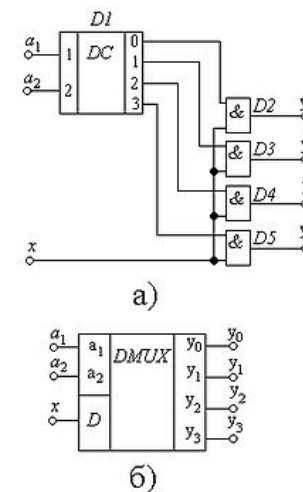 D1
a1 1 DC 0
1
a2 2 2
3
& D2 y
& D3 y
& D4
& D5 y
x
а)
a1 a1 DMUX y0 y0
a2 a2 y1 y1
y2 y2
x D y3 y3
б)